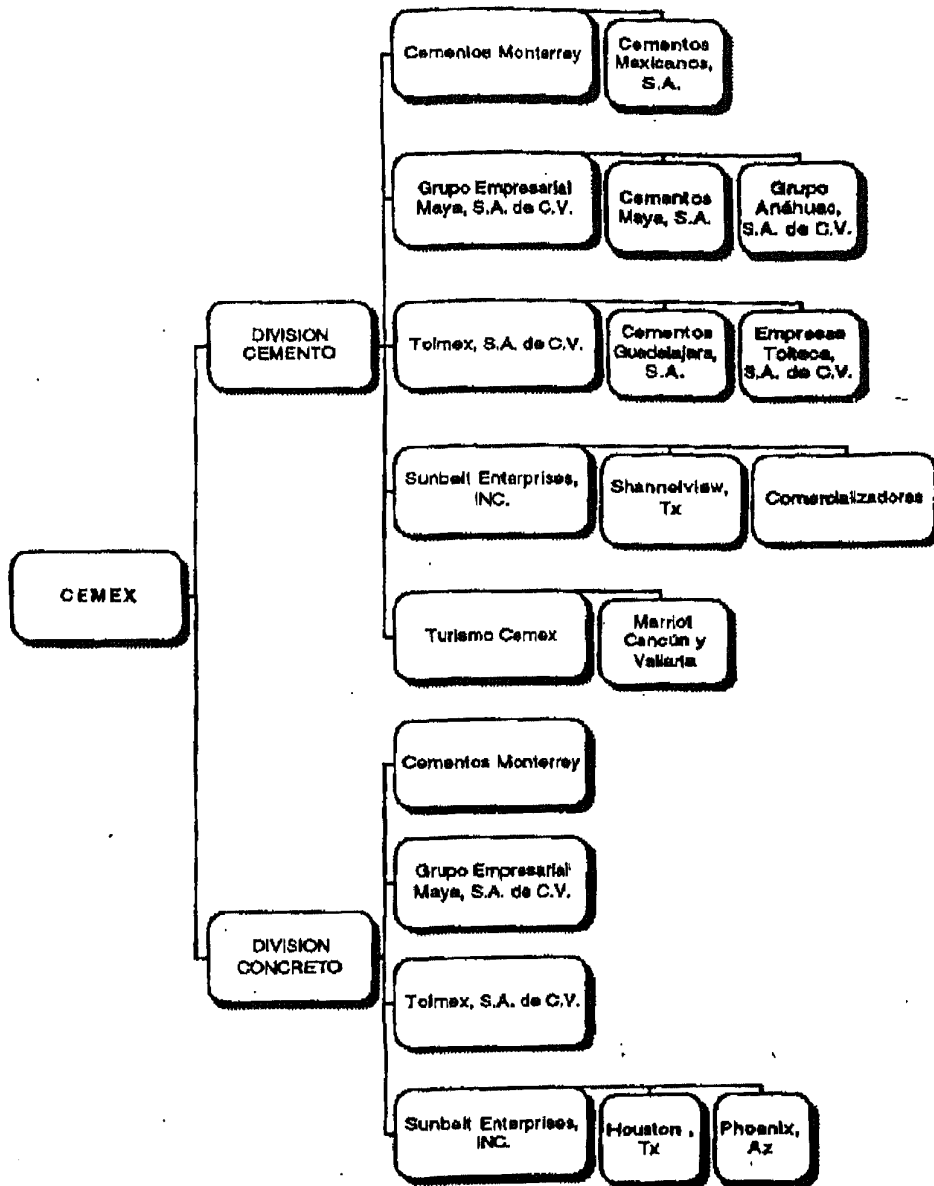 Cementos Monterrey
Cementos
Mexicanos,
S.A.
Grupo Empresarial
Maya, S.A. de C.V.
Cementos
Maya, S.A.
Grupo
Anáhuac,
S.A. de C.V.
DIVISION
CEMENTO
Tolmex, S.A. de C.V.
Cementos
Guadalajara,
S.A.
Empresas
Tolteca,
S.A. de C.V.
Sunbelt Enterprises,
INC.
Shannelview,
Tx
Comercializadores
CEMEX
Turismo Cemex
Marriot
Cancún y
Vallarta
Cementos Monterrey
Grupo Empresarial
Maya, S.A. de C.V.
DIVISION
CONCRETO
Tolmex, S.A. de C.V.
Sunbelt Enterprises,
INC.
Houston ,
Tx
Phoenix,
Az